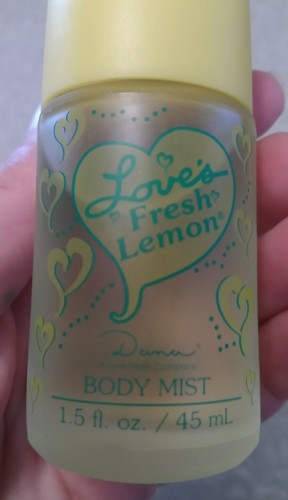 Love's
Fresh
Lemon®
Dana®
BODY MIST
1.5 fl. oz. / 45 mL